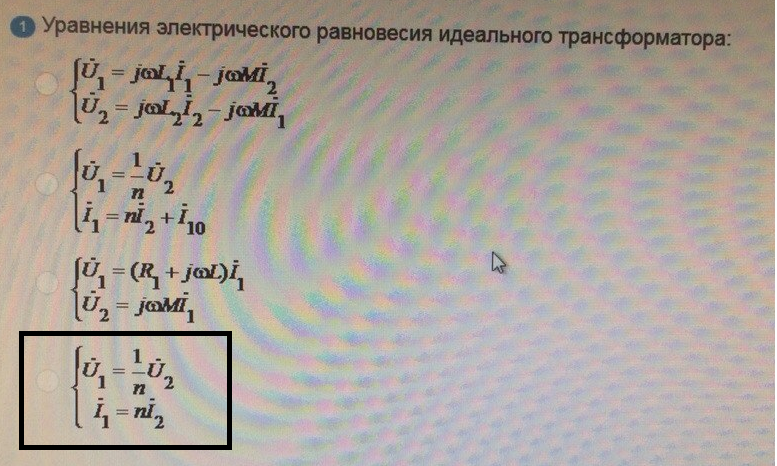 1 Уравнения электрического равновесия идеального трансформатора:
U̇₁ = jωL₁İ₁ − jωMİ₂
U̇₂ = jωL₂İ₂ − jωMİ₁
U̇₁ = 1/n U̇₂
İ₁ = nİ₂ + İ₁₀
U̇₁ = (R₁ + jωL)İ₁
U̇₂ = jωMİ₁
U̇₁ = 1/n U̇₂
İ₁ = nİ₂